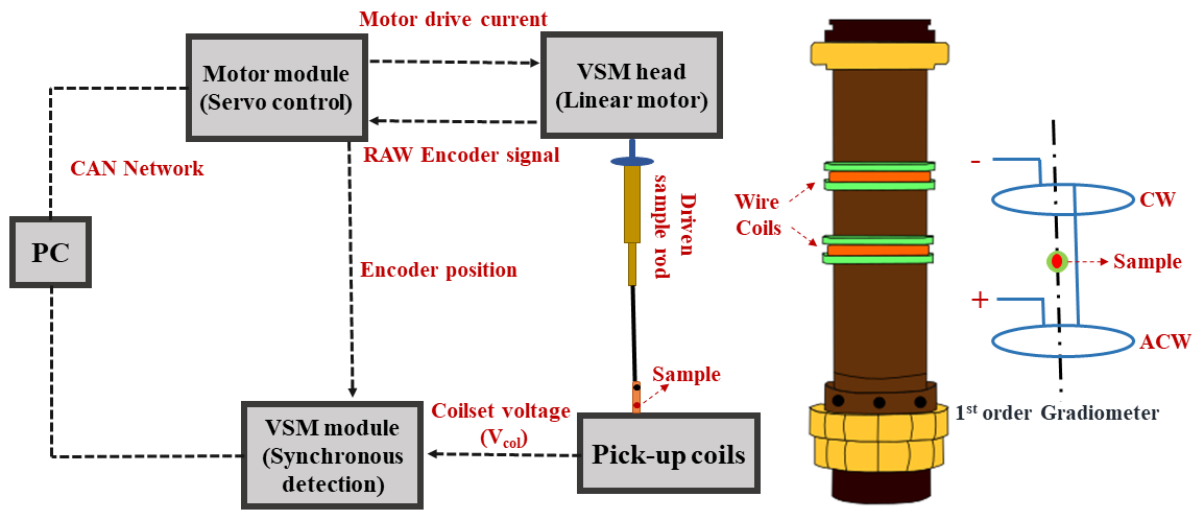 Motor drive current
Motor module
(Servo control)
VSM head
(Linear motor)
RAW Encoder signal
CAN Network
Driven
sample rod
PC
Encoder position
Sample
Coilset voltage
(Vcol)
VSM module
(Synchronous
detection)
Pick-up coils
Wire
Coils
-
CW
Sample
+
ACW
1st order Gradiometer